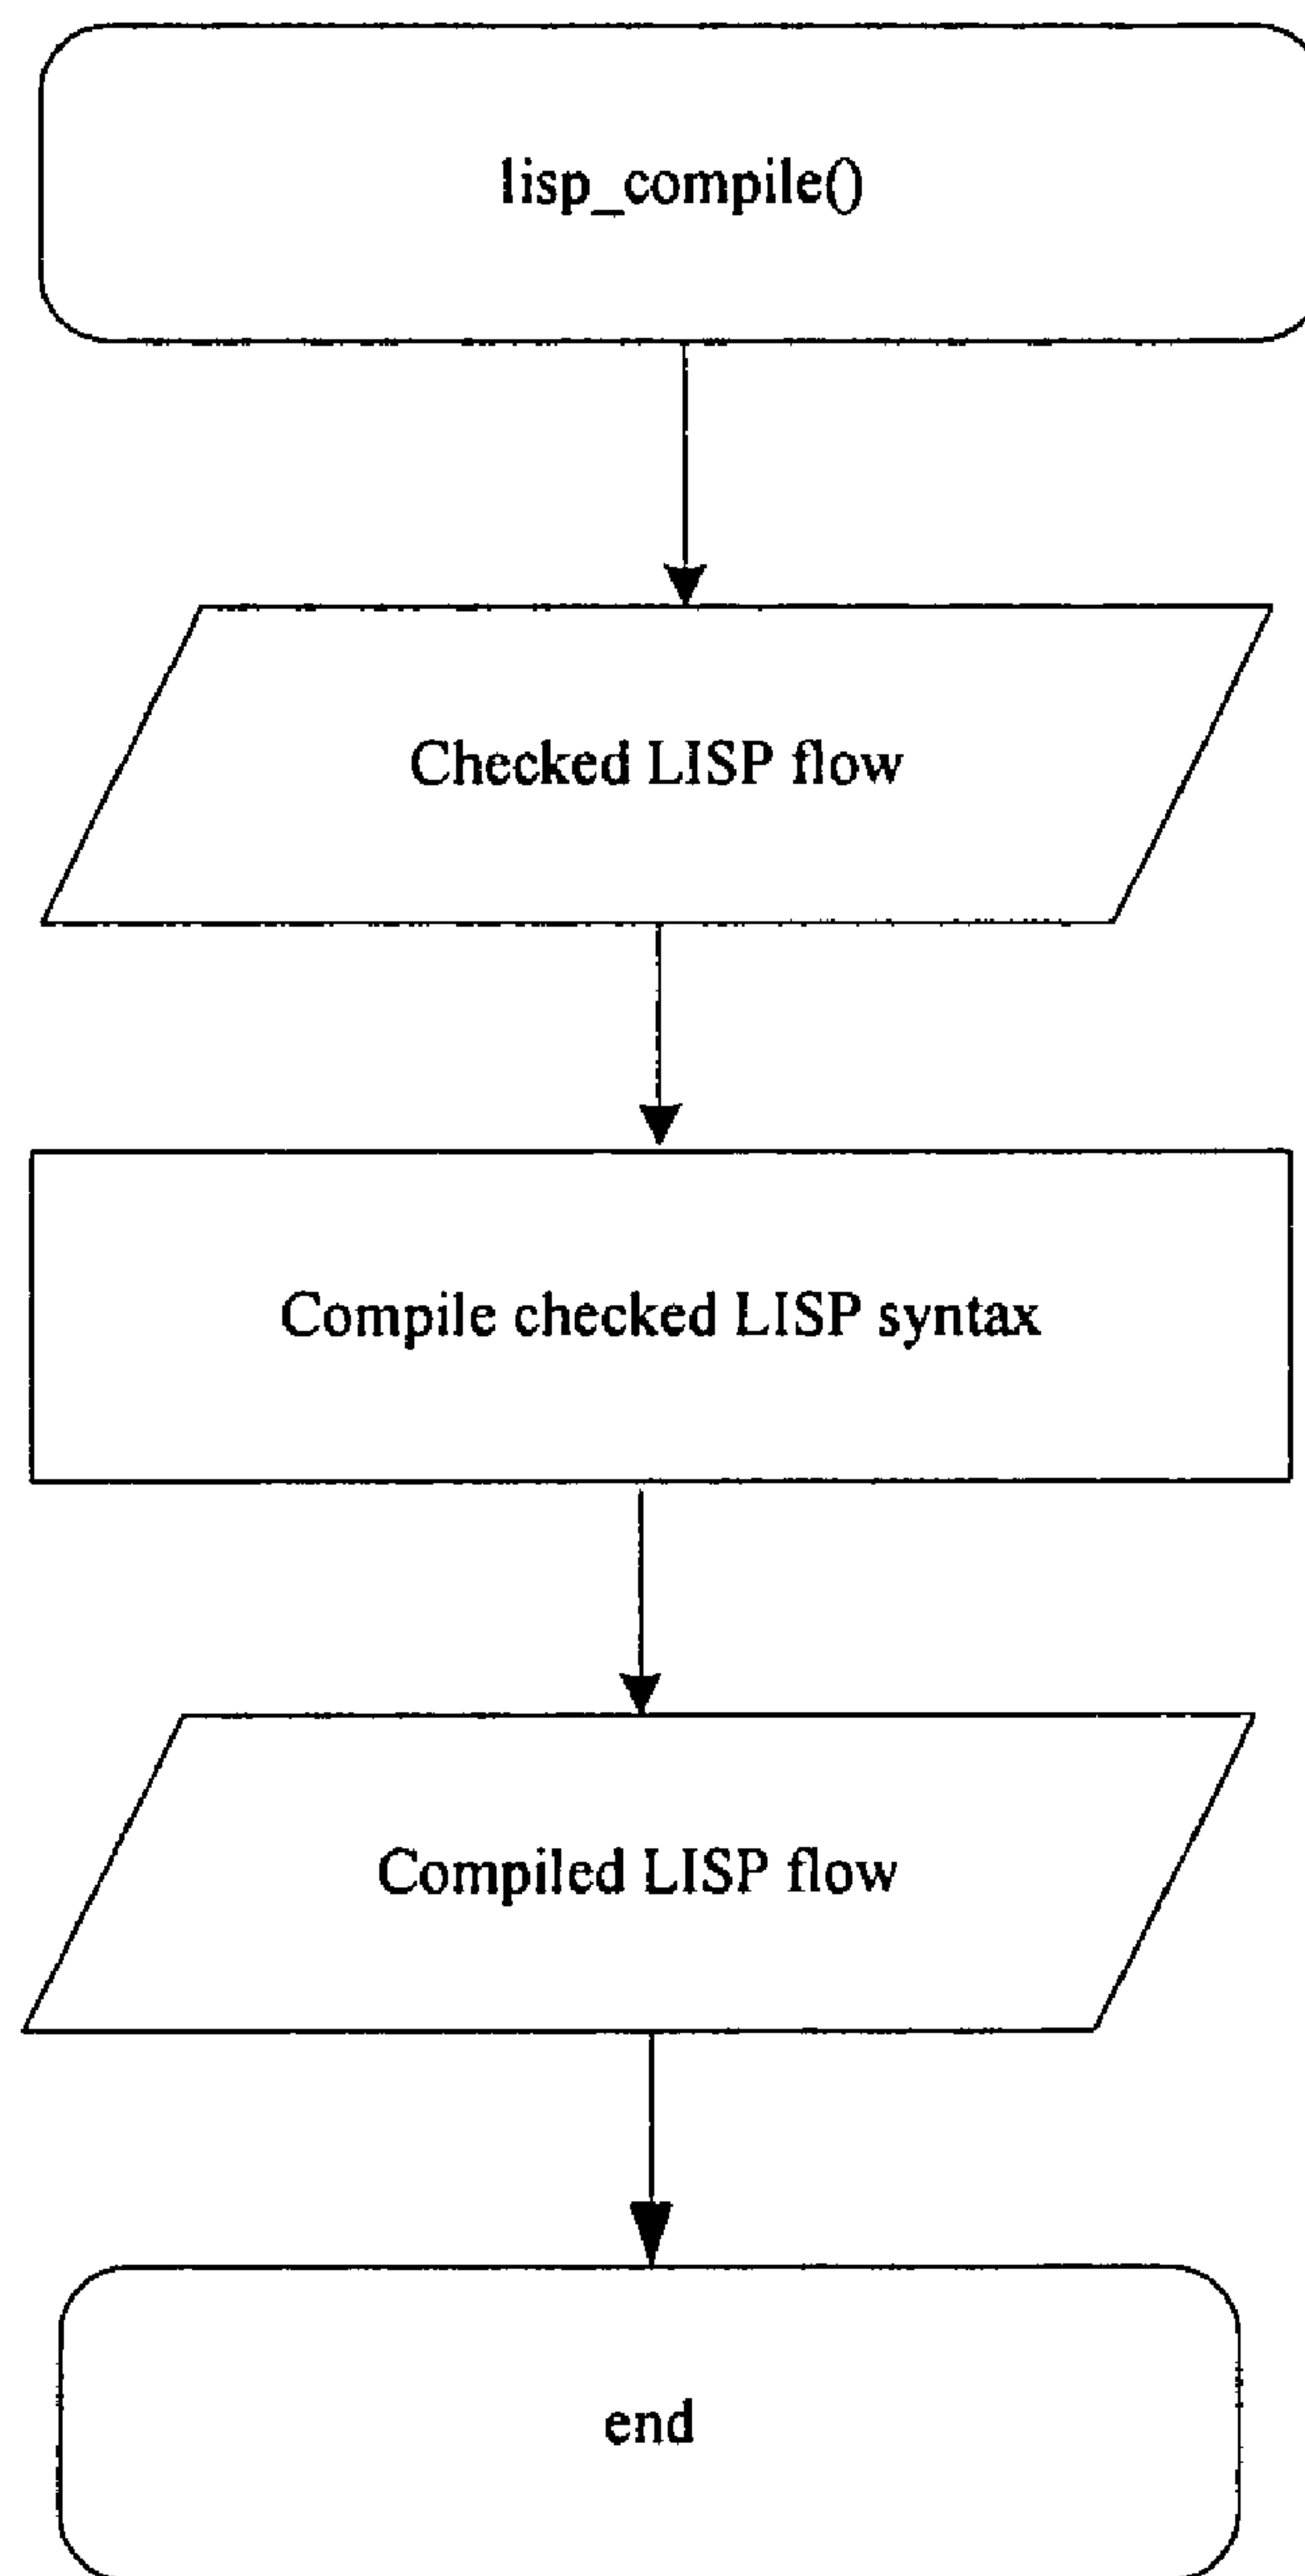 lisp_compile()
Checked LISP flow
Compile checked LISP syntax
Compiled LISP flow
end